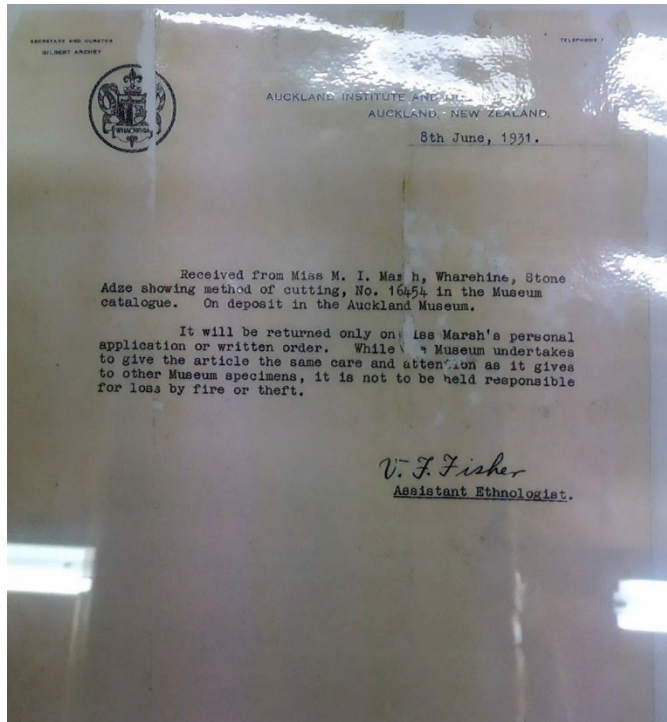 SECRETARY AND CURATOR
GILBERT ARCHEY
TELEPHONE
AUCKLAND INSTITUTE AND
AUCKLAND, NEW ZEALAND,
8th June, 1931.
Received from Miss M. I. Marsh, Wharehine, Stone
Adze showing method of cutting, No. 16454 in the Museum
catalogue. On deposit in the Auckland Museum.
It will be returned only on Miss Marsh's personal
application or written order. While the Museum undertakes
to give the article the same care and attention as it gives
to other Museum specimens, it is not to be held responsible
for loss by fire or theft.
V. F. Fisher
Assistant Ethnologist.